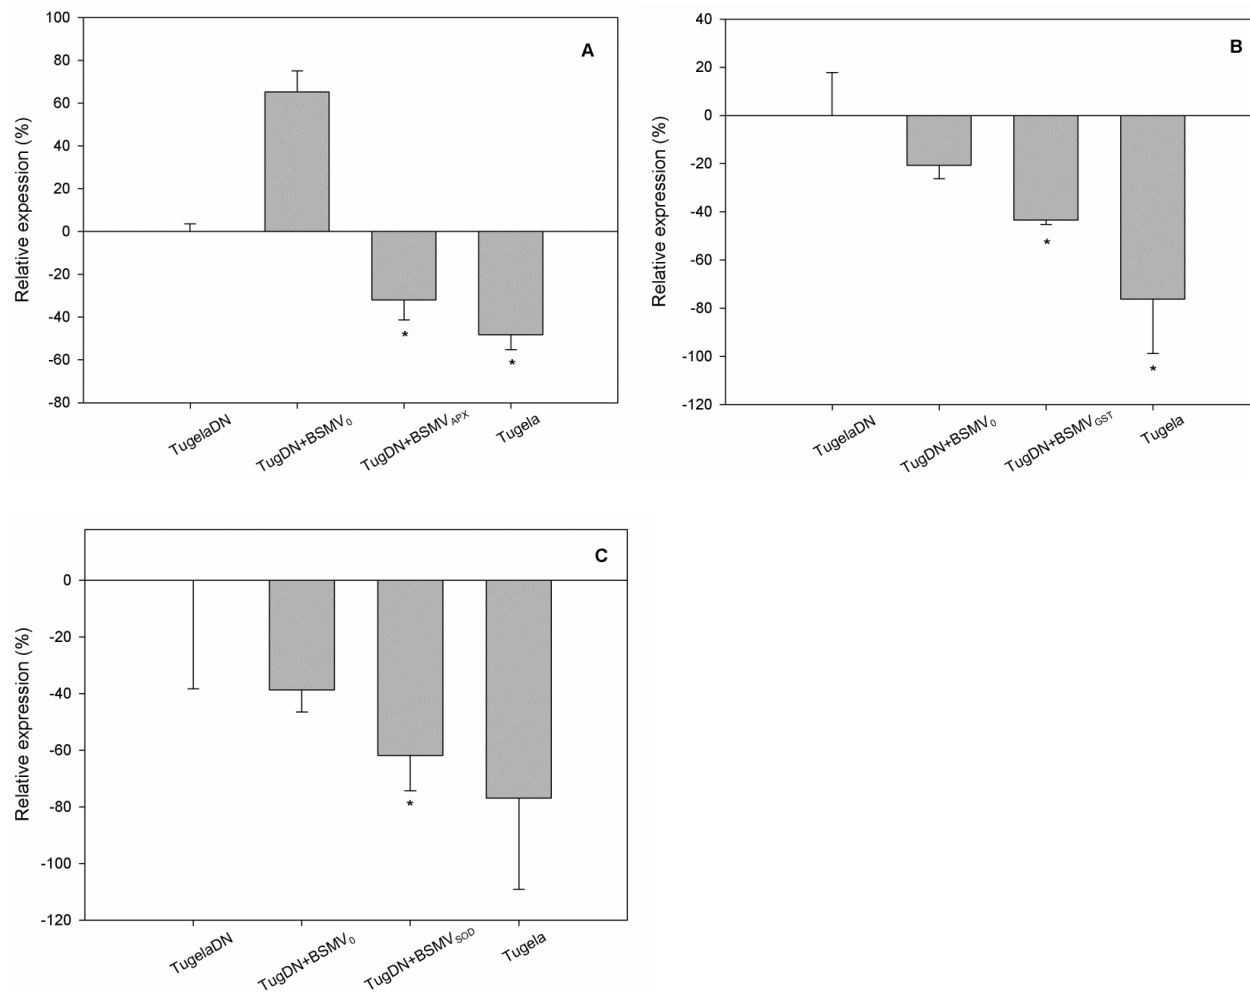 A
Relative expession (%)
100
80
60
40
20
0
-20
-40
-60
-80
*
*
TugelaDN
TugDN+BSMV0
TugDN+BSMVAPX
Tugela
B
Relative expression (%)
40
20
0
-20
-40
-60
-80
-100
-120
*
*
TugelaDN
TugDN+BSMV0
TugDN+BSMVGST
Tugela
C
Relative expression (%)
0
-20
-40
-60
-80
-100
-120
*
TugelaDN
TugDN+BSMV0
TugDN+BSMVSOD
Tugela